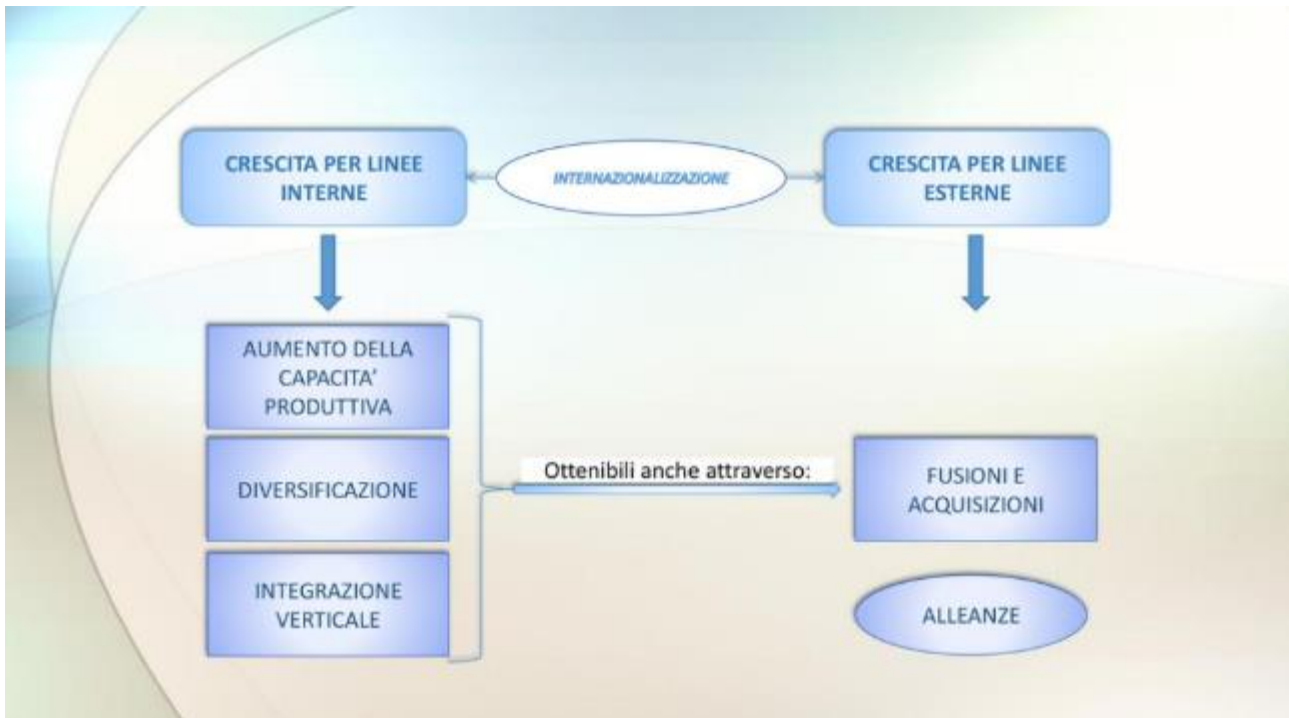 CRESCITA PER LINEE
INTERNE
INTERNAZIONALIZZAZIONE
CRESCITA PER LINEE
ESTERNE
AUMENTO DELLA
CAPACITA’
PRODUTTIVA
DIVERSIFICAZIONE
INTEGRAZIONE
VERTICALE
Ottenibili anche attraverso:
FUSIONI E
ACQUISIZIONI
ALLEANZE